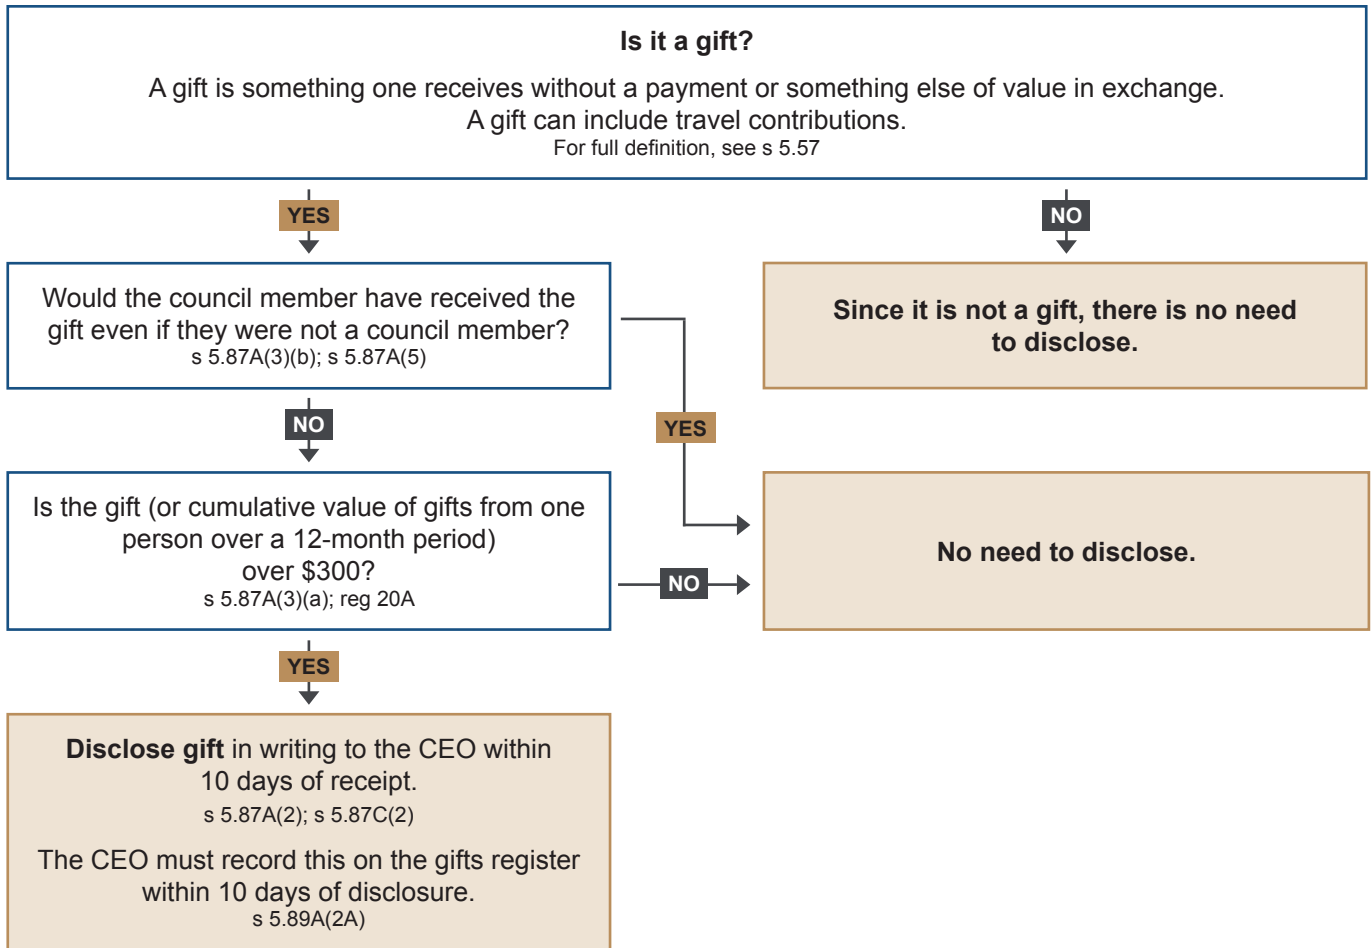 Is it a gift?
A gift is something one receives without a payment or something else of value in exchange.
A gift can include travel contributions.
For full definition, see s 5.57
YES
NO
Would the council member have received the
gift even if they were not a council member?
s 5.87A(3)(b); s 5.87A(5)
Since it is not a gift, there is no need
to disclose.
NO
YES
Is the gift (or cumulative value of gifts from one
person over a 12-month period)
over $300?
s 5.87A(3)(a); reg 20A
NO
No need to disclose.
YES
Disclose gift in writing to the CEO within
10 days of receipt.
s 5.87A(2); s 5.87C(2)
The CEO must record this on the gifts register
within 10 days of disclosure.
s 5.89A(2A)